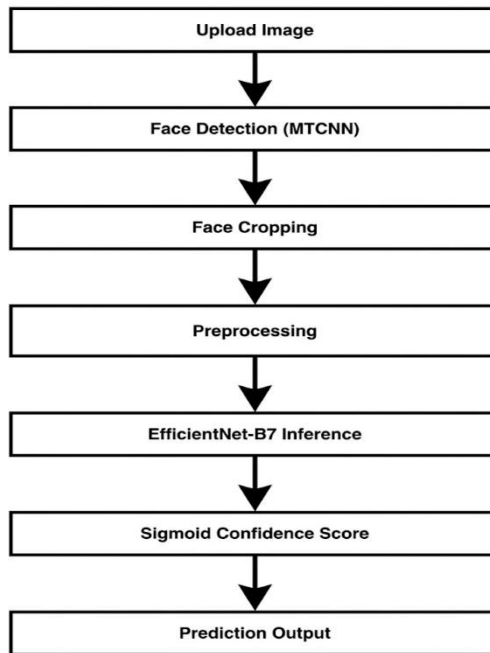 Upload Image
Face Detection (MTCNN)
Face Cropping
Preprocessing
EfficientNet-B7 Inference
Sigmoid Confidence Score
Prediction Output